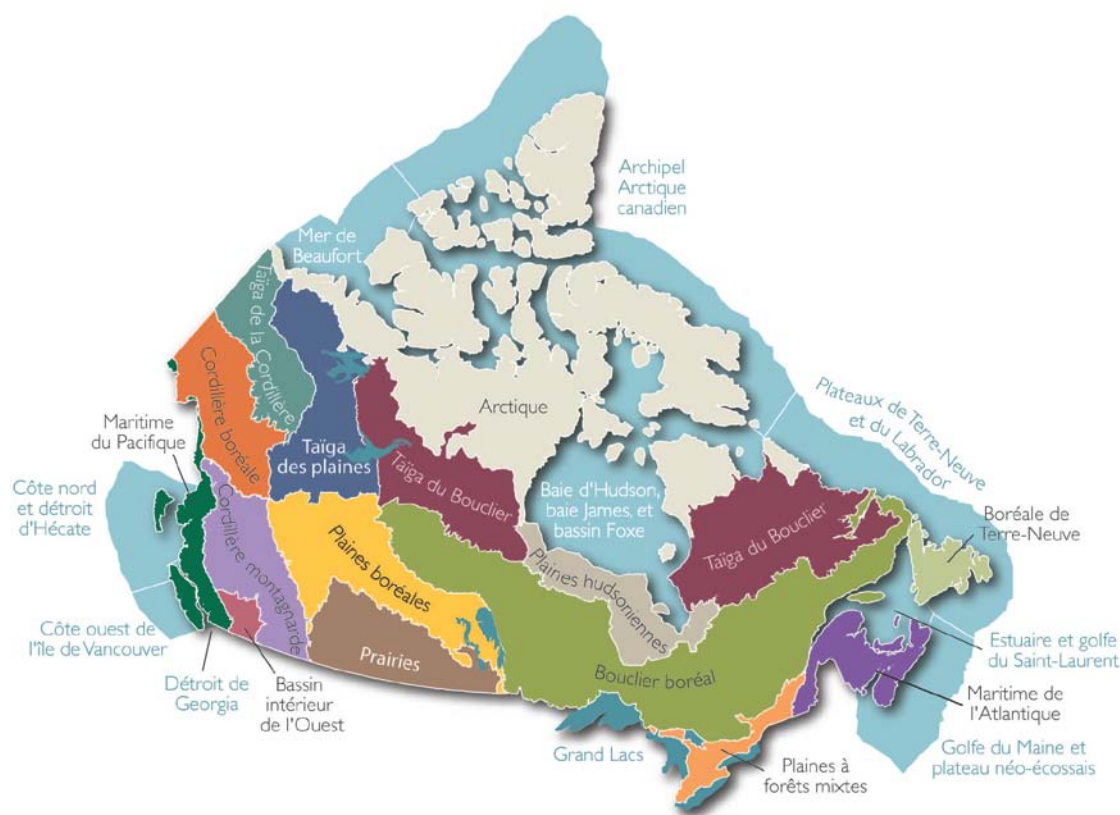 Archipel
Arctique
canadien
Mer de
Beaufort
Taïga de la Cordillère
Cordillère boréale
Maritime
du Pacifique
Taïga
des plaines
Arctique
Plateaux de Terre-Neuve
et du Labrador
Côte nord
et détroit
d'Hécate
Cordillère montagnarde
Taïga du Bouclier
Baie d'Hudson,
baie James, et
bassin Foxe
Taïga du Bouclier
Boréale de
Terre-Neuve
Plaines boréales
Plaines hudsoniennes
Côte ouest de
l'île de Vancouver
Prairies
Bouclier boréal
Estuaire et golfe
du Saint-Laurent
Détroit de
Georgia
Bassin
intérieur
de l'Ouest
Maritime de
l'Atlantique
Grand Lacs
Plaines à
forêts mixtes
Golfe du Maine et
plateau néo-écossais